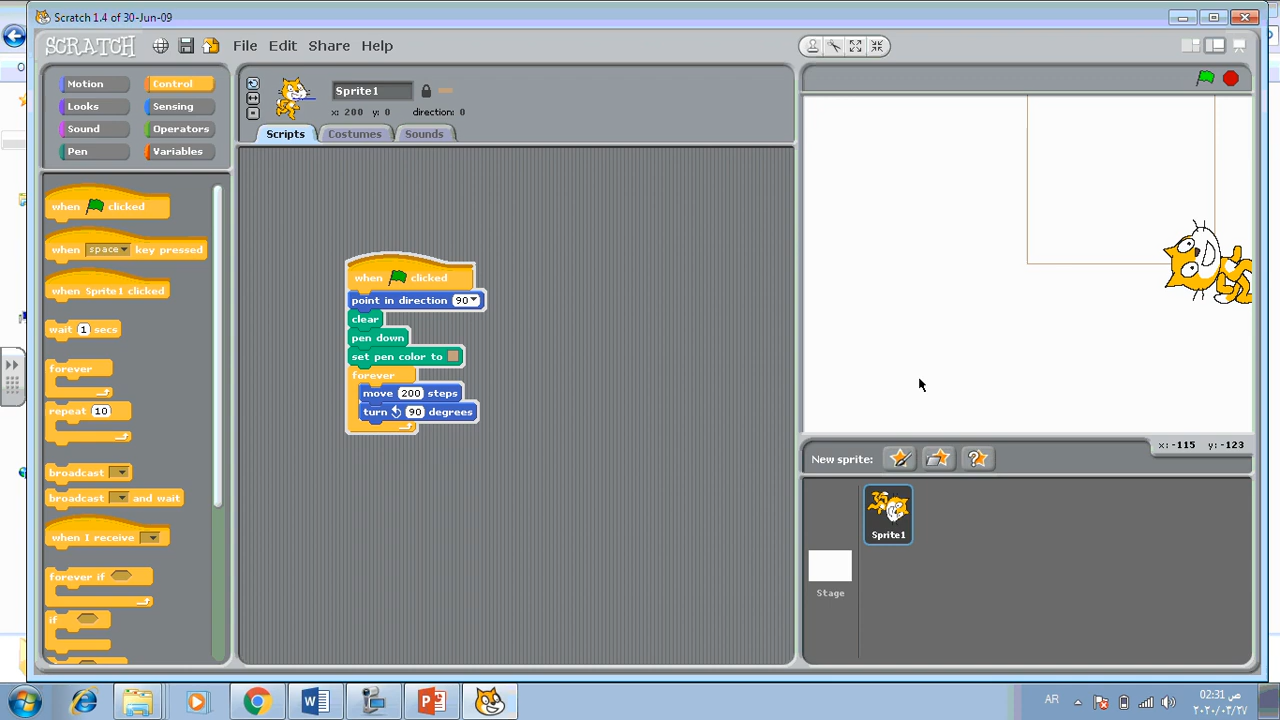 Scratch 1.4 of 30-Jun-09
SCRATCH File Edit Share Help
Motion Control
Looks Sensing
Sound Operators
Pen Variables
when clicked
when space key pressed
when Sprite1 clicked
wait 1 secs
forever
repeat 10
broadcast
broadcast and wait
when I receive
forever if
if
Sprite1
x: 200 y: 0 direction: 0
Scripts Costumes Sounds
when clicked
point in direction 90
clear
pen down
set pen color to
forever
move 200 steps
turn 90 degrees
x: -115 y: -123
New sprite:
Sprite1
Stage
AR
02:31 ص
٢٠٢٠/٠٣/٢٧